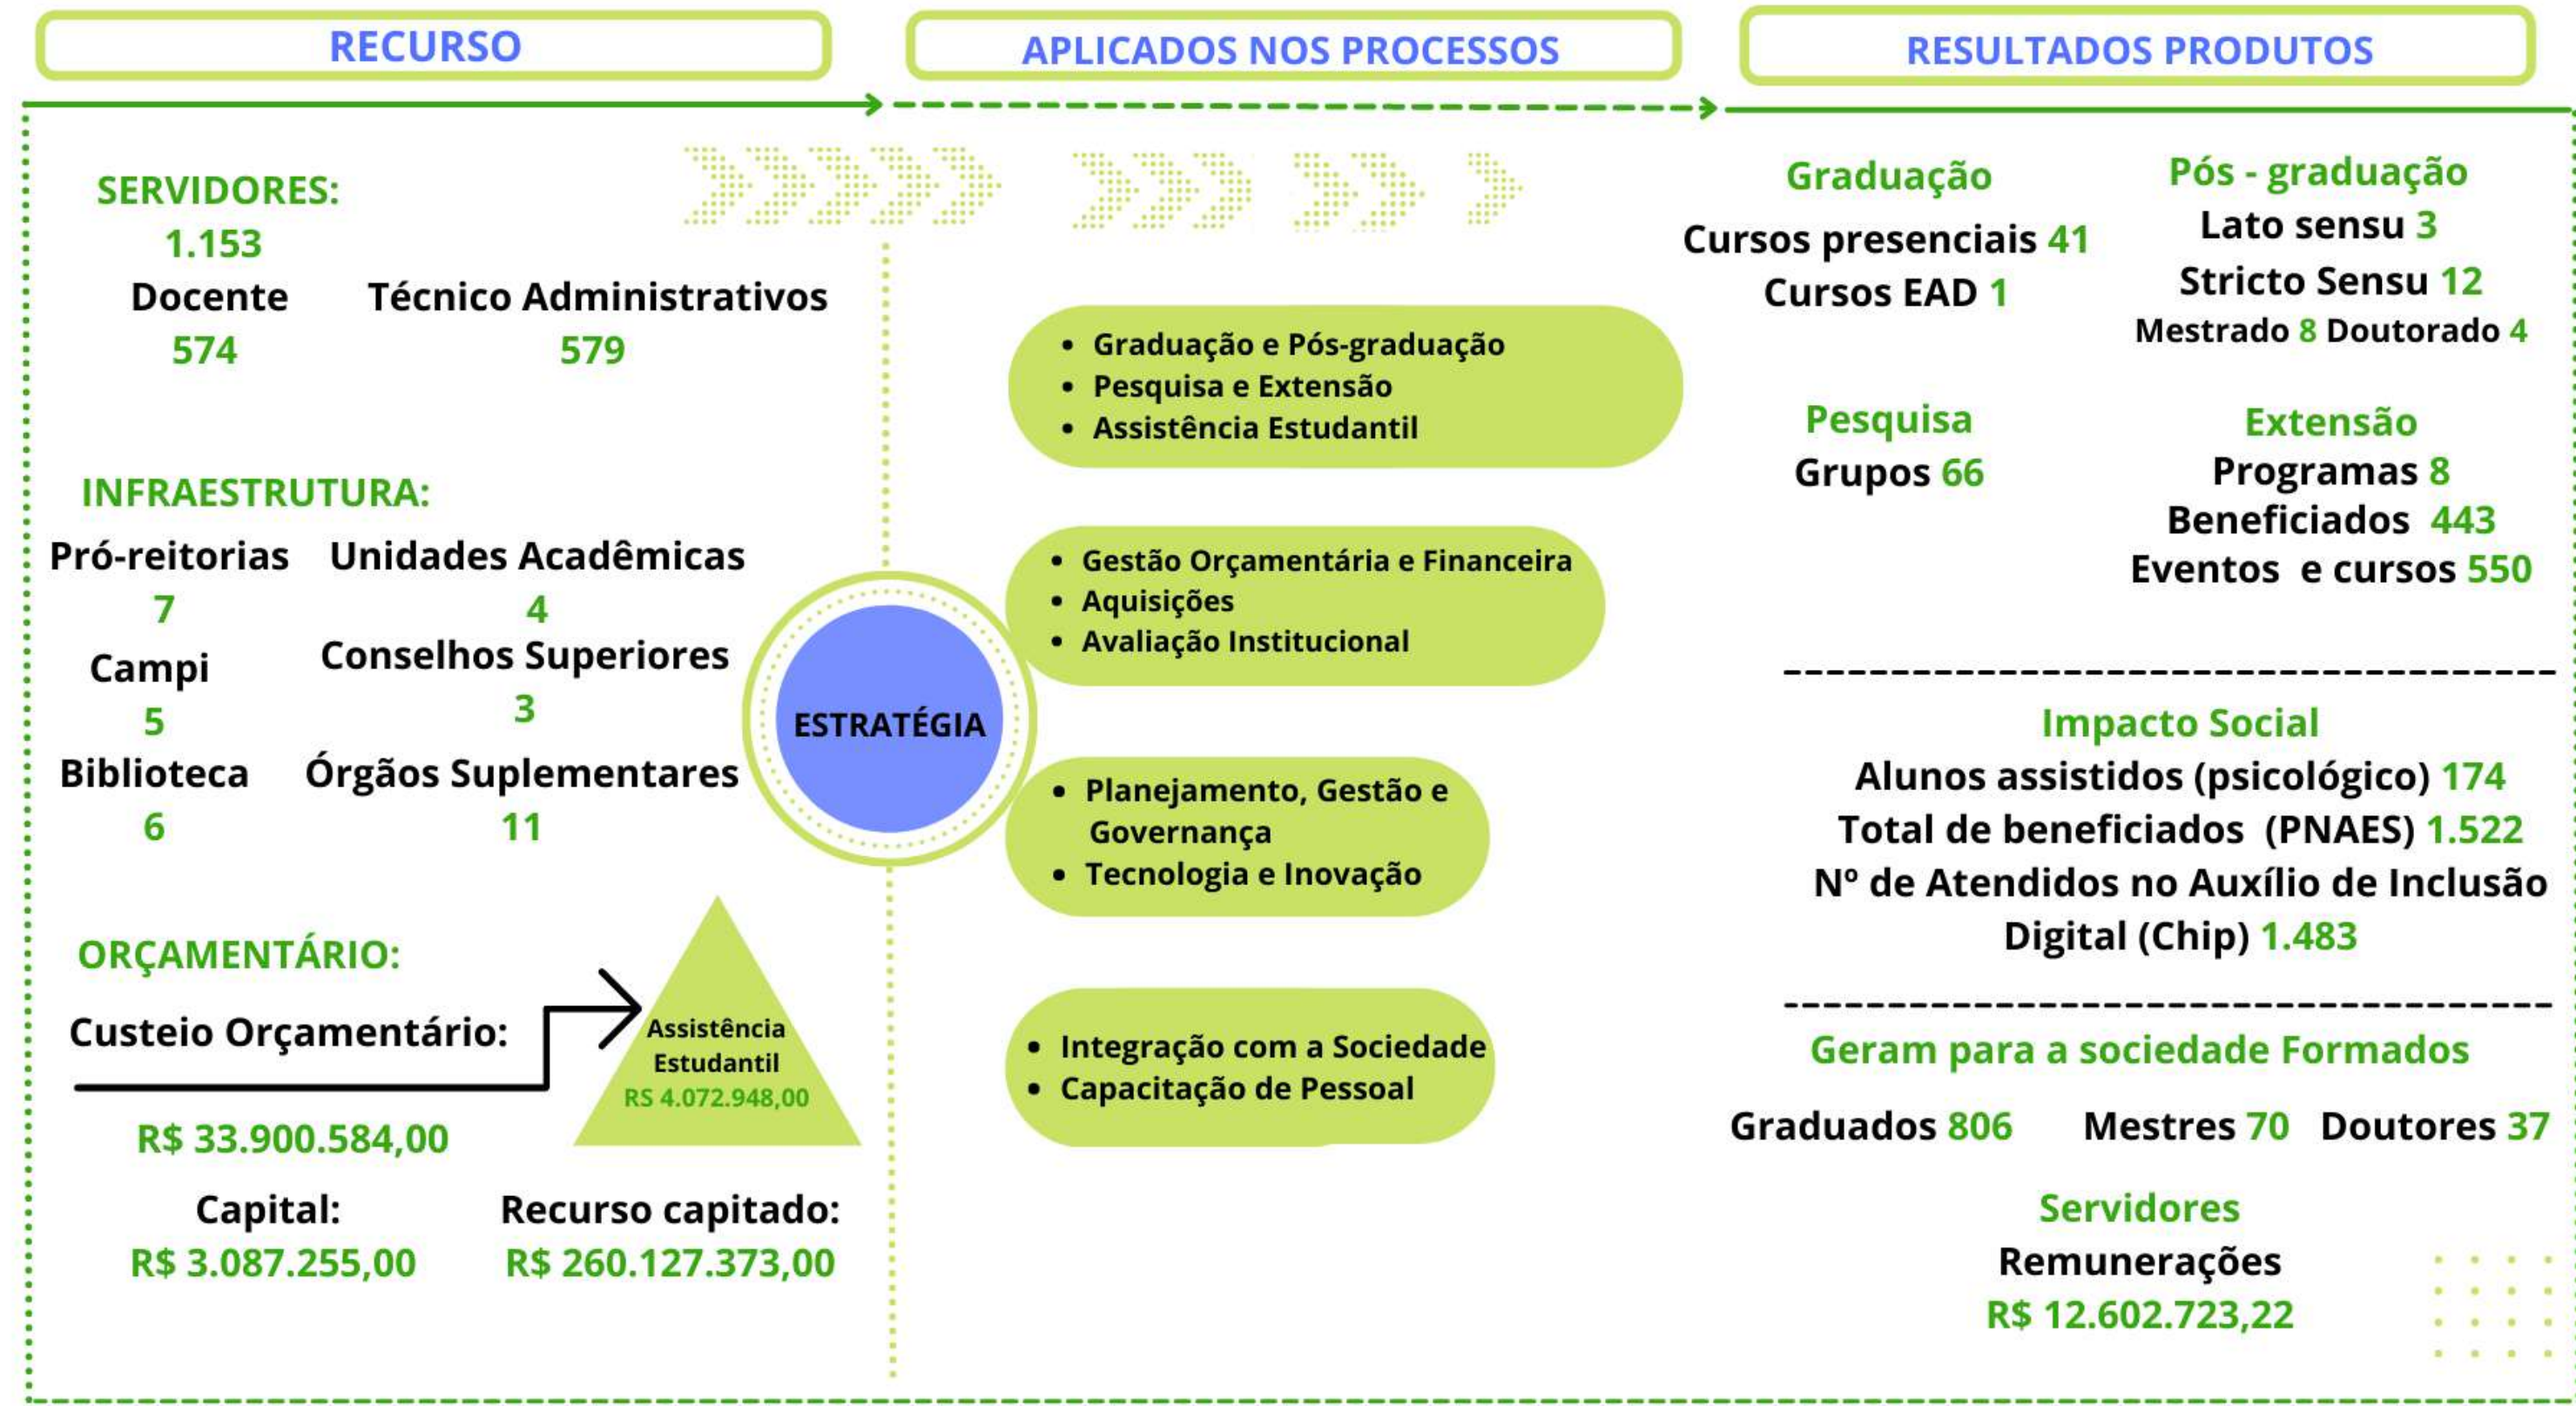 RECURSO
APLICADOS NOS PROCESSOS
RESULTADOS PRODUTOS
SERVIDORES:
1.153
Docente
574
Técnico Administrativos
579
INFRAESTRUTURA:
Pró-reitorias
7
Unidades Acadêmicas
4
Campi
5
Conselhos Superiores
3
Biblioteca
6
Órgãos Suplementares
11
ORÇAMENTÁRIO:
Custeio Orçamentário:
R$ 33.900.584,00
Assistência
Estudantil
RS 4.072.948,00
Capital:
R$ 3.087.255,00
Recurso capitado:
R$ 260.127.373,00
ESTRATÉGIA
• Graduação e Pós-graduação
• Pesquisa e Extensão
• Assistência Estudantil
• Gestão Orçamentária e Financeira
• Aquisições
• Avaliação Institucional
• Planejamento, Gestão e
Governança
• Tecnologia e Inovação
• Integração com a Sociedade
• Capacitação de Pessoal
Graduação
Cursos presenciais 41
Cursos EAD 1
Pós - graduação
Lato sensu 3
Stricto Sensu 12
Mestrado 8 Doutorado 4
Pesquisa
Grupos 66
Extensão
Programas 8
Beneficiados 443
Eventos e cursos 550
Impacto Social
Alunos assistidos (psicológico) 174
Total de beneficiados (PNAES) 1.522
Nº de Atendidos no Auxílio de Inclusão
Digital (Chip) 1.483
Geram para a sociedade Formados
Graduados 806 Mestres 70 Doutores 37
Servidores
Remunerações
R$ 12.602.723,22